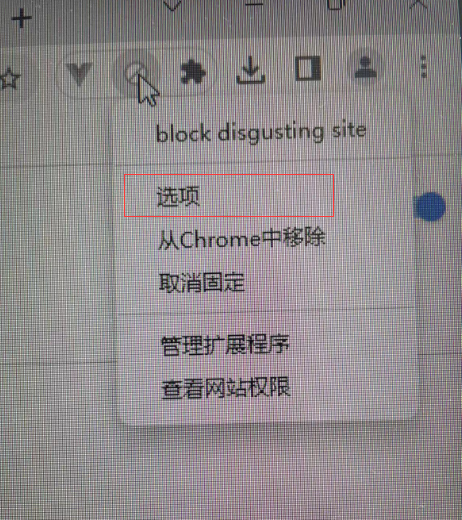 block disgusting site
选项
从Chrome中移除
取消固定
管理扩展程序
查看网站权限